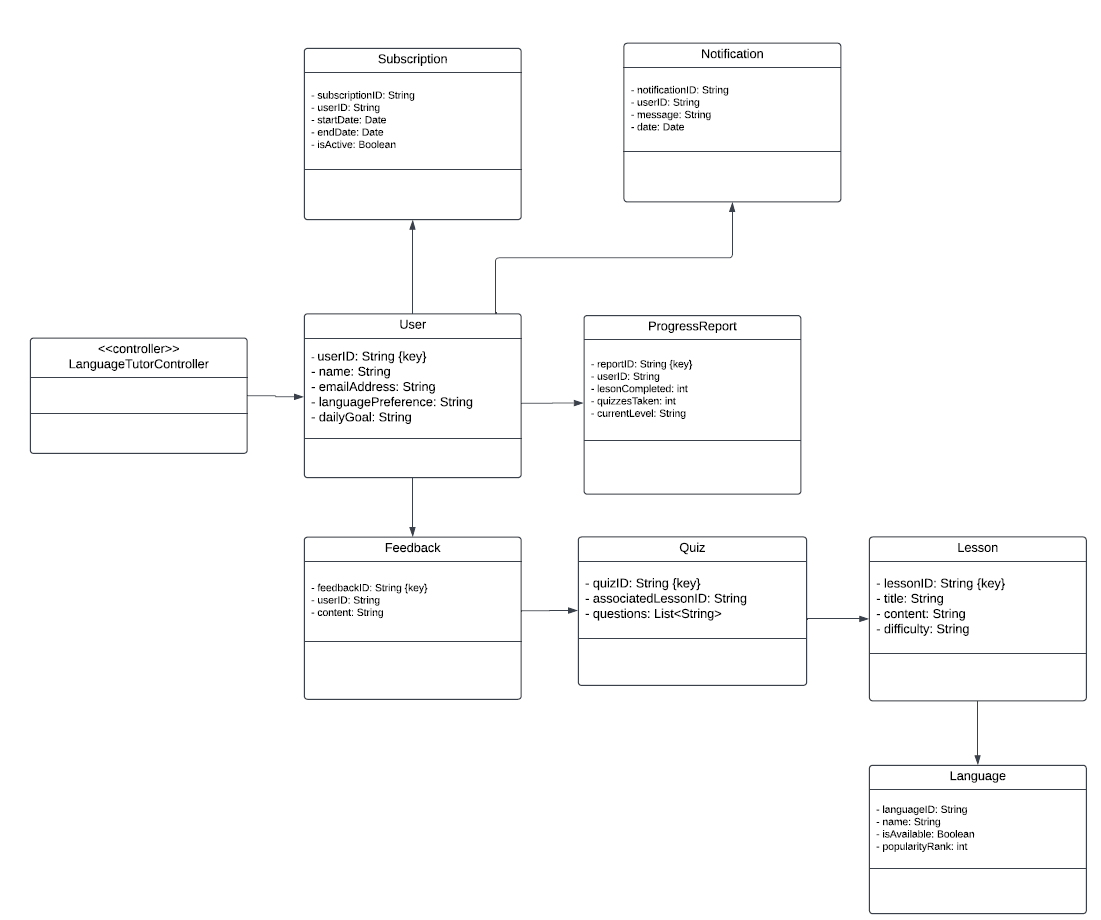 Subscription
- subscriptionID: String
- userID: String
- startDate: Date
- endDate: Date
- isActive: Boolean
Notification
- notificationID: String
- userID: String
- message: String
- date: Date
<<controller>>
LanguageTutorController
User
- userID: String {key}
- name: String
- emailAddress: String
- languagePreference: String
- dailyGoal: String
ProgressReport
- reportID: String {key}
- userID: String
- lesonCompleted: int
- quizzesTaken: int
- currentLevel: String
Feedback
- feedbackID: String {key}
- userID: String
- content: String
Quiz
- quizID: String {key}
- associatedLessonID: String
- questions: List<String>
Lesson
- lessonID: String {key}
- title: String
- content: String
- difficulty: String
Language
- languageID: String
- name: String
- isAvailable: Boolean
- popularityRank: int